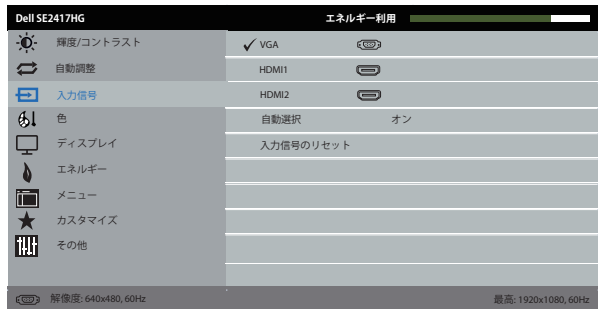 Dell SE2417HG エネルギー利用
輝度/コントラスト
自動調整
入力信号
色
ディスプレイ
エネルギー
メニュー
カスタマイズ
その他
VGA
HDMI1
HDMI2
自動選択 オン
入力信号のリセット
解像度: 640x480, 60Hz 最高: 1920x1080, 60Hz